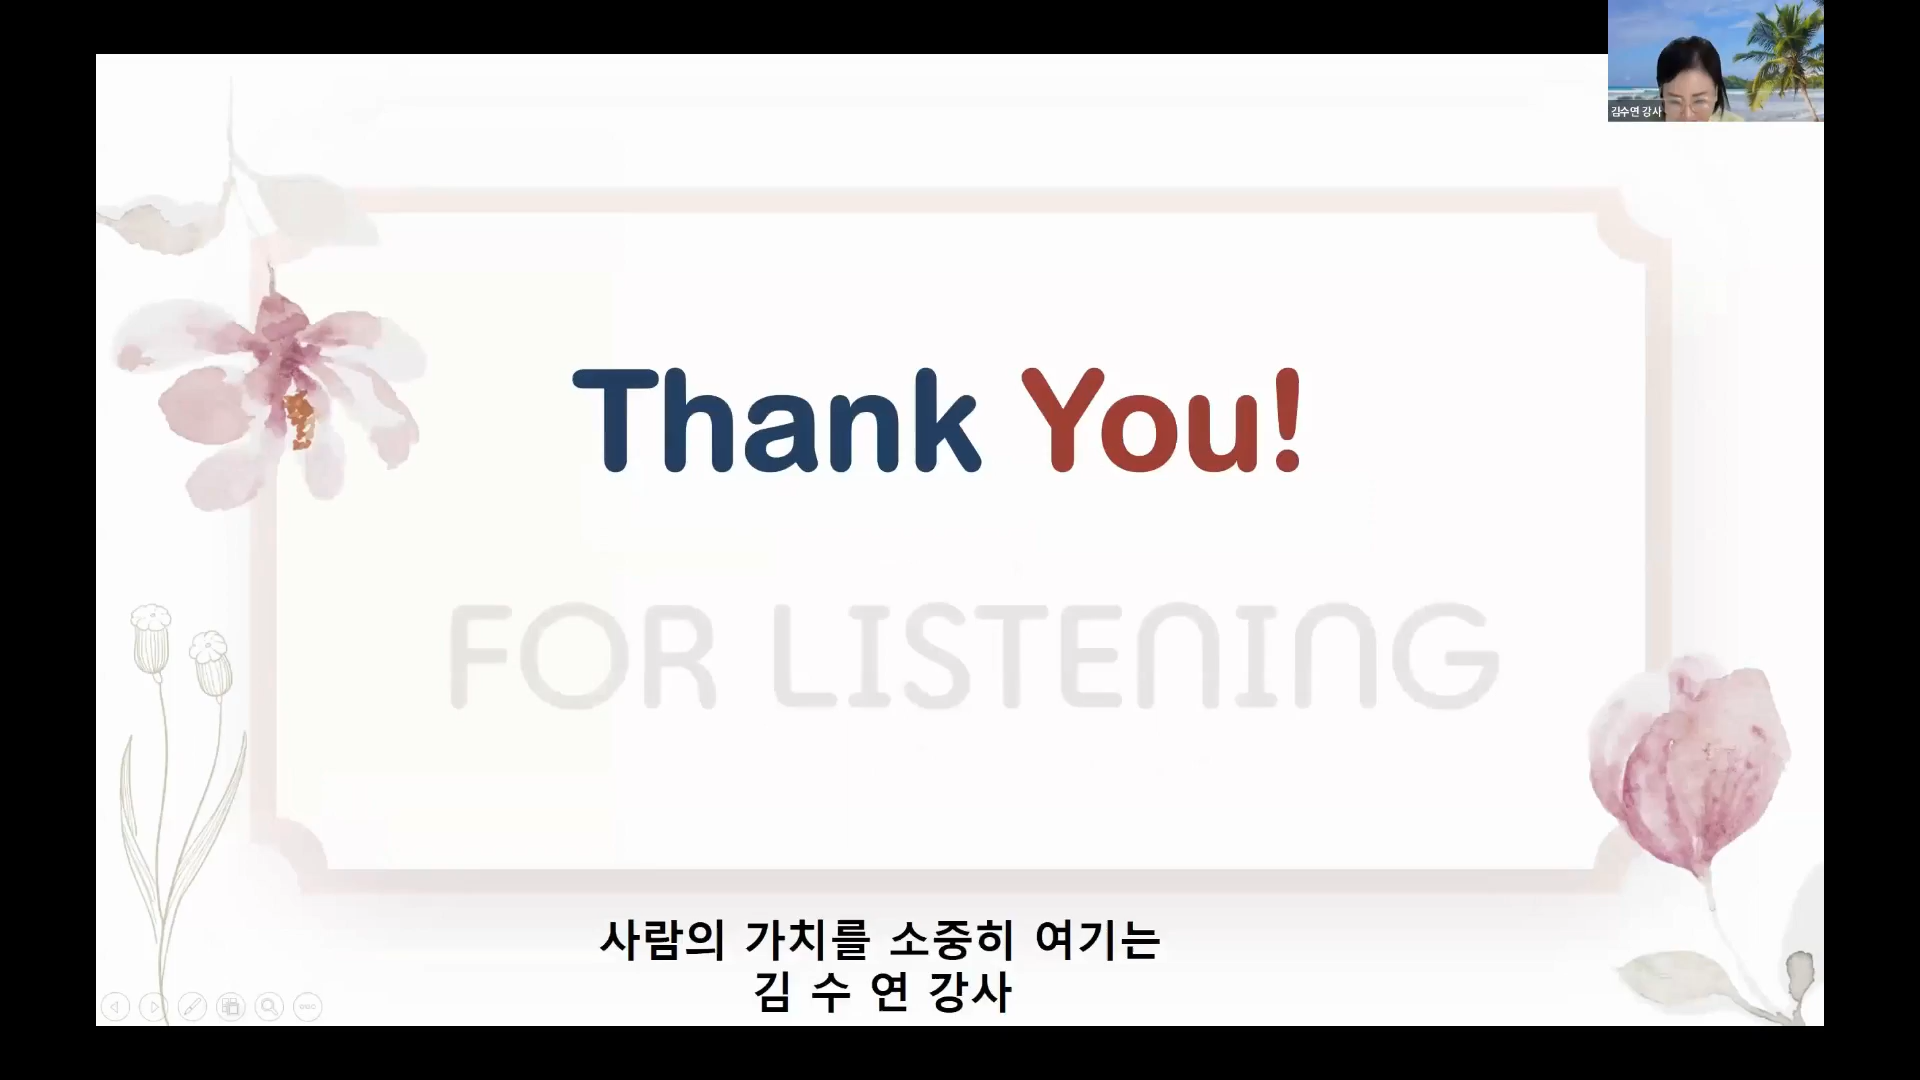 김수연 강사
Thank You!
FOR LISTENING
사람의 가치를 소중히 여기는
김 수 연 강사